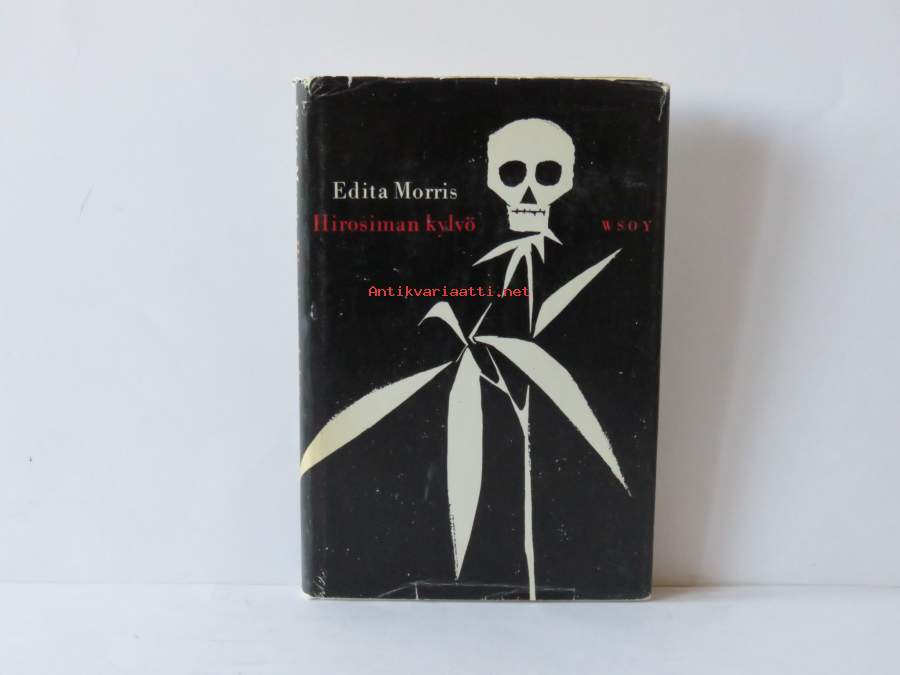 Edita Morris
Hirosiman kylvö
WSOY
Antikvariaatti.net